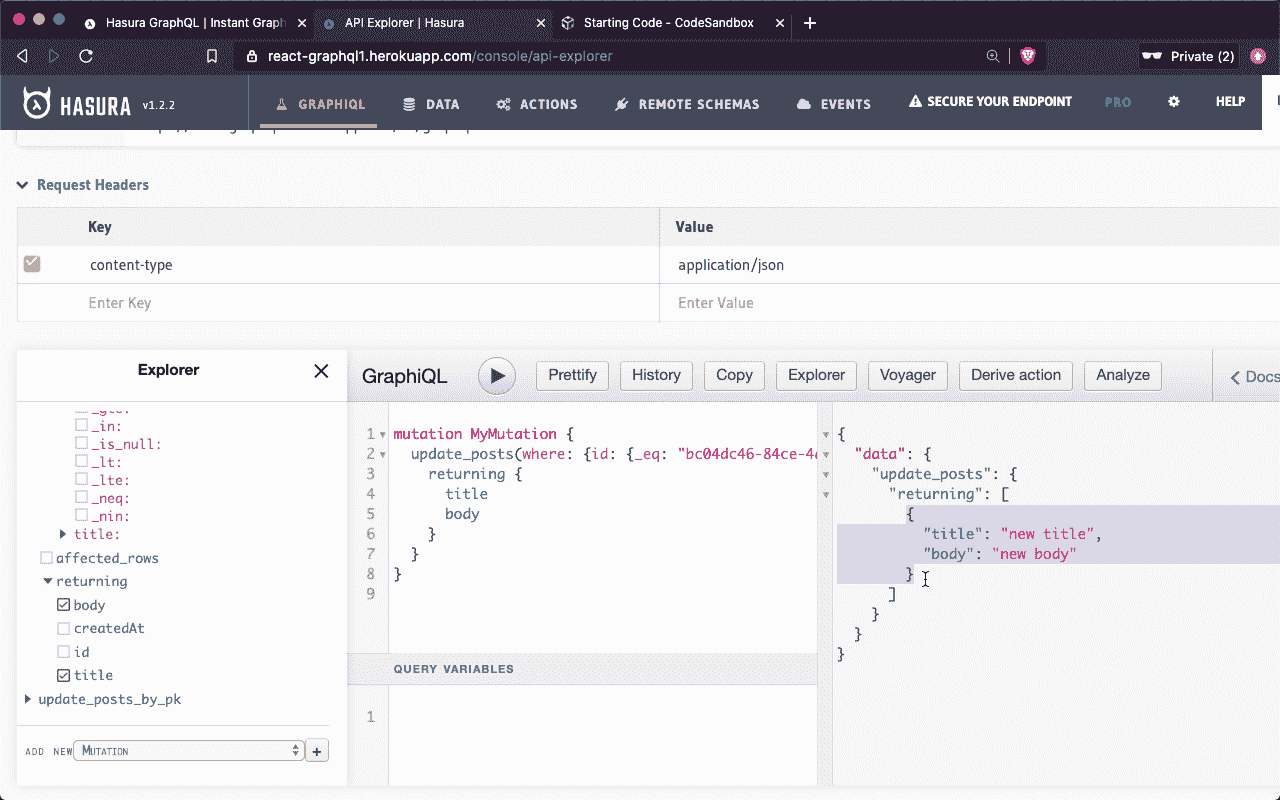 Hasura GraphQL | Instant Graph
API Explorer | Hasura
Starting Code - CodeSandbox
react-graphql1.herokuapp.com/console/api-explorer
Private (2)
HASURA v1.2.2
GRAPHIQL
DATA
ACTIONS
REMOTE SCHEMAS
EVENTS
SECURE YOUR ENDPOINT
PRO
HELP
Request Headers
Key Value
content-type application/json
Enter Key Enter Value
Explorer
GraphiQL
Prettify
History
Copy
Explorer
Voyager
Derive action
Analyze
Docs
_in:
_is_null:
_lt:
_lte:
_neq:
_nin:
title:
affected_rows
returning
body
createdAt
id
title
update_posts_by_pk
ADD NEW MUTATION +
1 mutation MyMutation {
2 update_posts(where: {id: {_eq: "bc04dc46-84ce-4
3 returning {
4 title
5 body
6 }
7 }
8 }
9
QUERY VARIABLES
1
{
"data": {
"update_posts": {
"returning": [
{
"title": "new title",
"body": "new body"
}
]
}
}
}